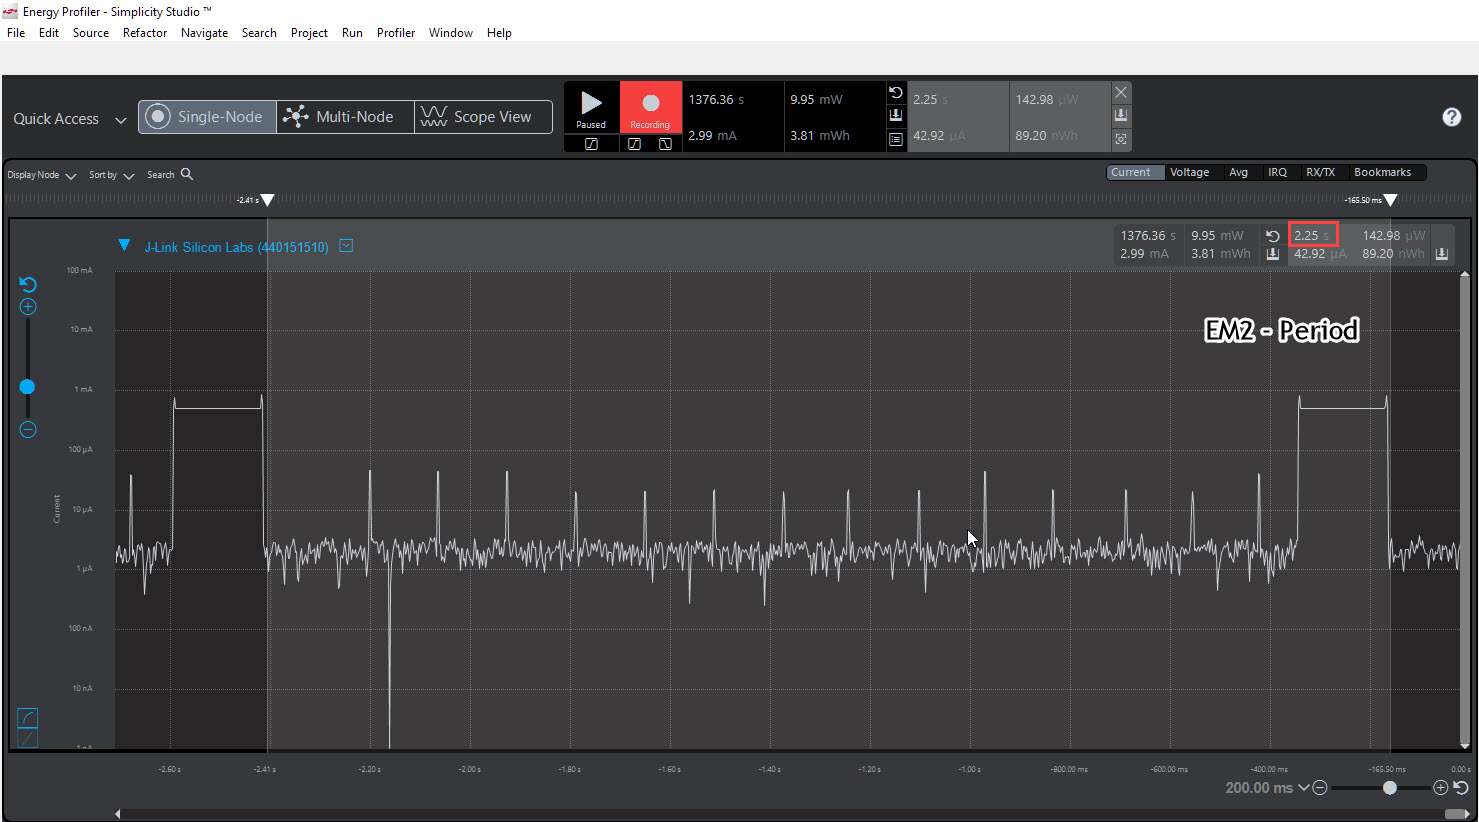 Energy Profiler - Simplicity Studio ™
File Edit Source Refactor Navigate Search Project Run Profiler Window Help
Quick Access
Single-Node
Multi-Node
Scope View
Paused
Recording
1376.36 s
2.99 mA
9.95 mW
3.81 mWh
2.25 s
42.92 µA
142.98 µW
89.20 nWh
Display Node
Sort by
Search
Current Voltage Avg IRQ RX/TX Bookmarks
-2.41 s
-165.50 ms
J-Link Silicon Labs (440151510)
1376.36 s 9.95 mW 2.25 s 142.98 µW
2.99 mA 3.81 mWh 42.92 µA 89.20 nWh
EM2 - Period
100 mA
10 mA
1 mA
100 µA
10 µA
1 µA
100 nA
10 nA
1 nA
Current
-2.60 s -2.41 s -2.20 s -2.00 s -1.80 s -1.60 s -1.40 s -1.20 s -1.00 s -800.00 ms -600.00 ms -400.00 ms -165.50 ms 0.00 s
200.00 ms